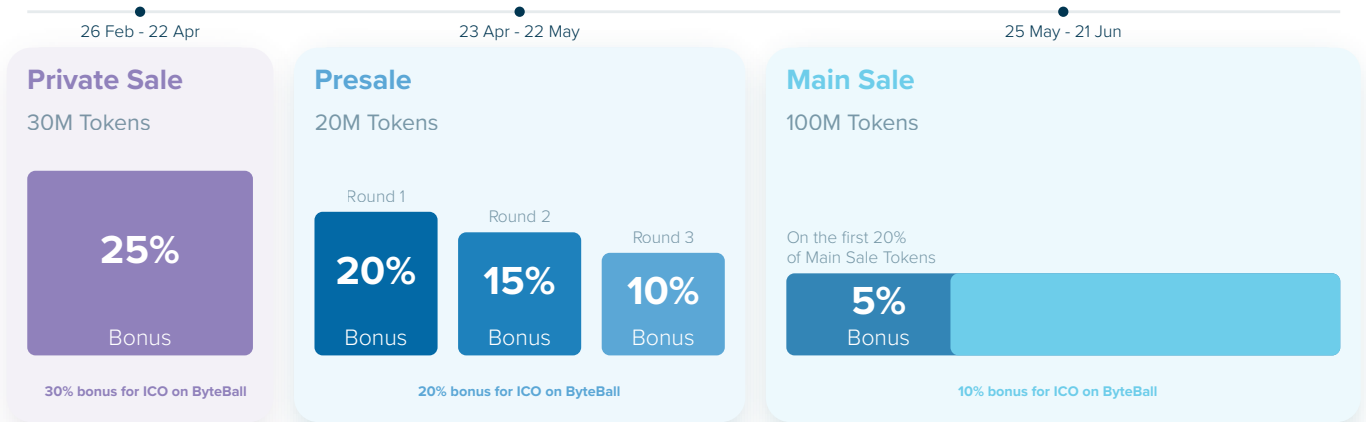 26 Feb - 22 Apr
Private Sale
30M Tokens
25%
Bonus
30% bonus for ICO on ByteBall
23 Apr - 22 May
Presale
20M Tokens
Round 1
20%
Bonus
Round 2
15%
Bonus
Round 3
10%
Bonus
20% bonus for ICO on ByteBall
25 May - 21 Jun
Main Sale
100M Tokens
On the first 20%
of Main Sale Tokens
5%
Bonus
10% bonus for ICO on ByteBall